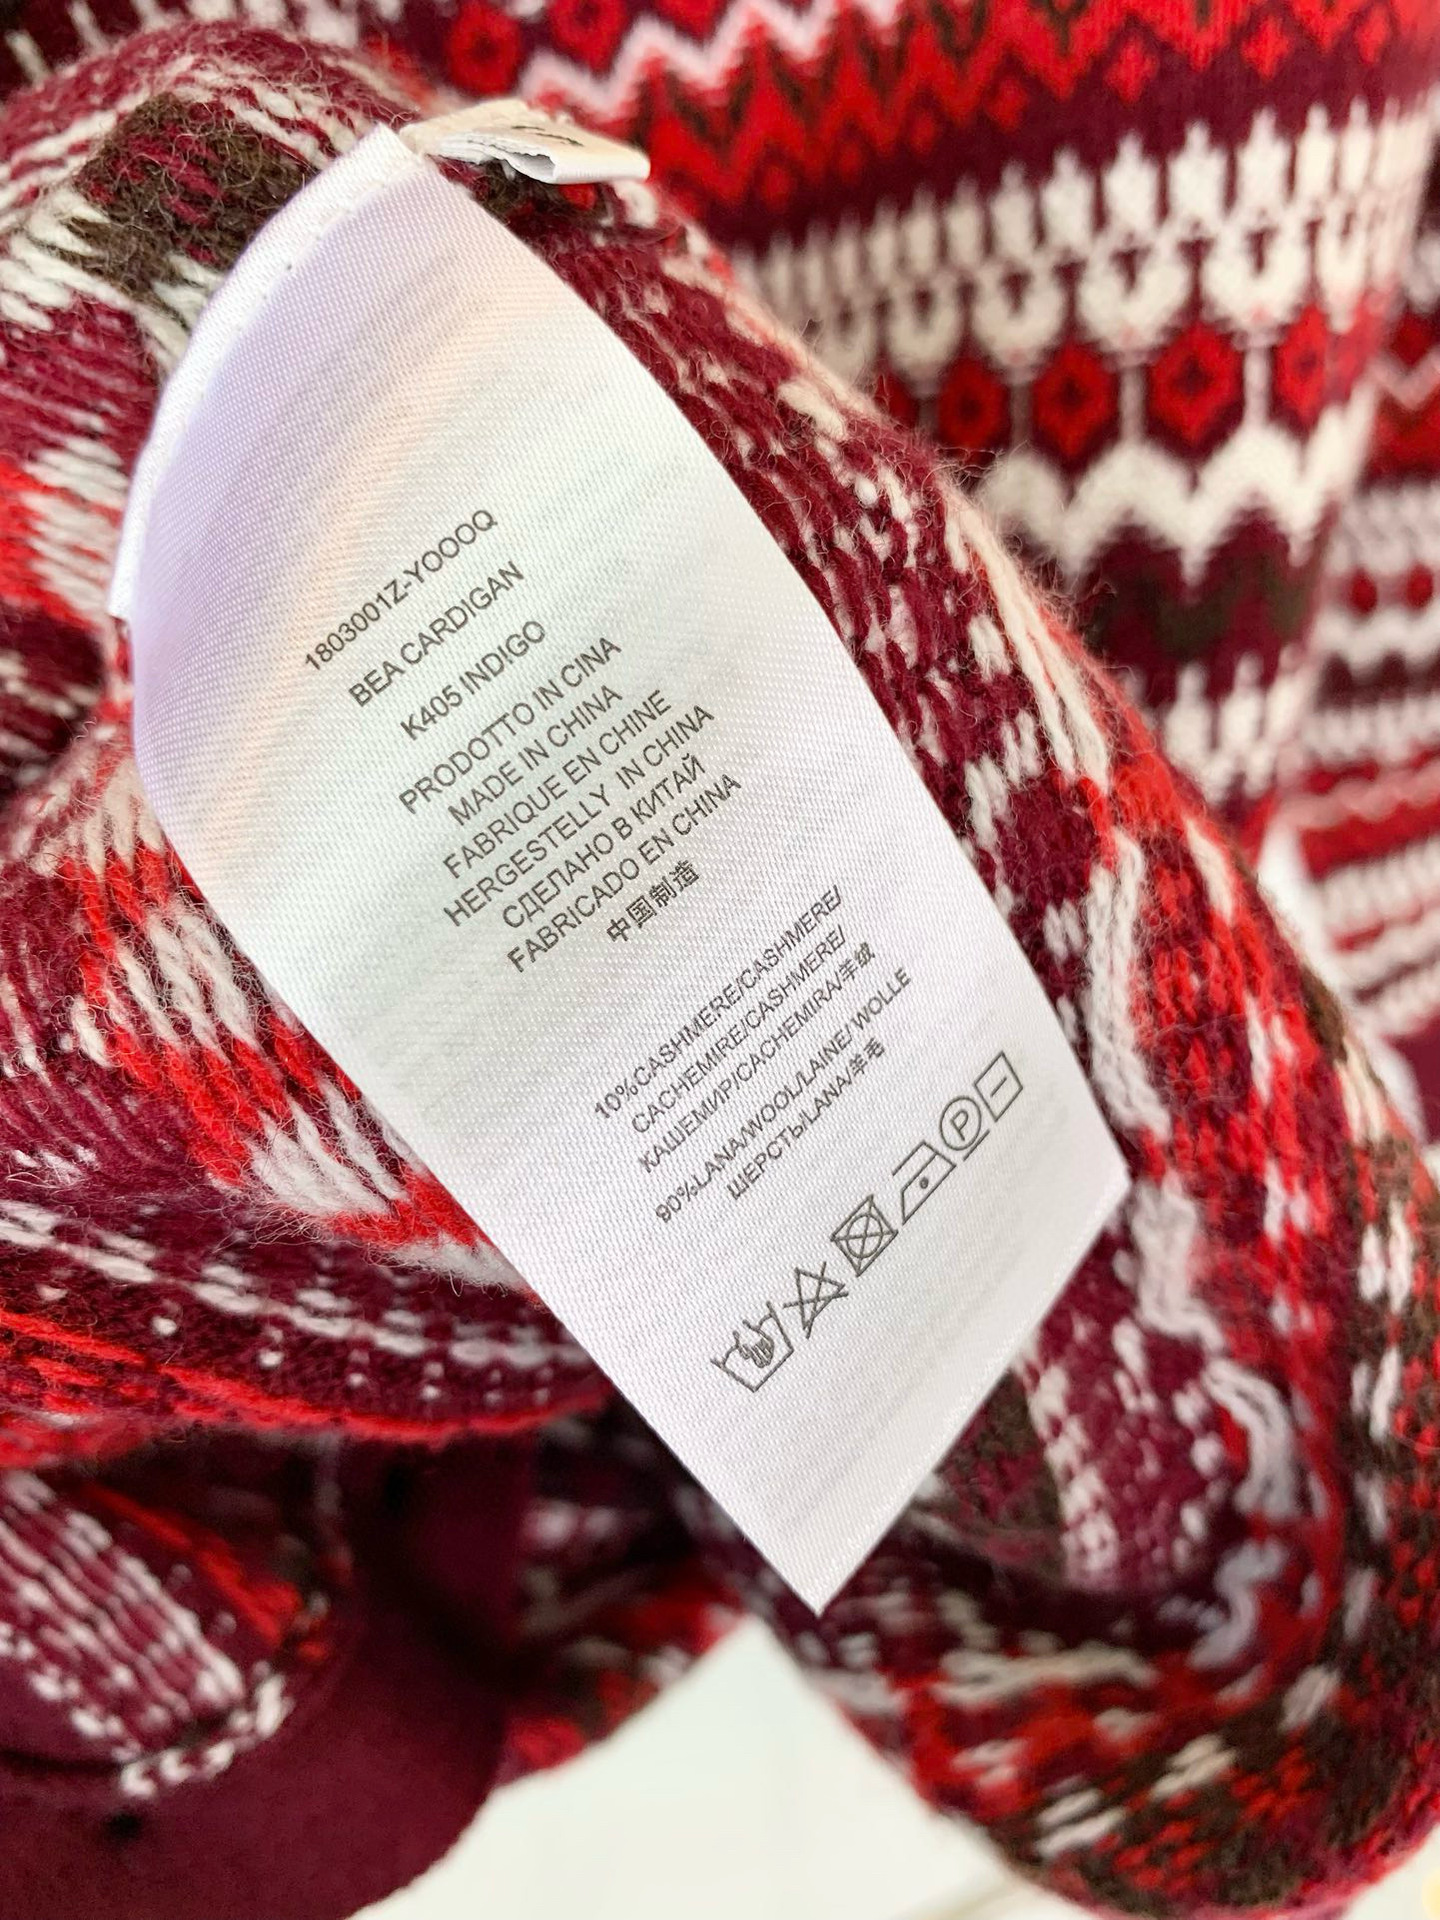 1803001Z-YOOOQ
BEA CARDIGAN
K405 INDIGO
PRODOTTO IN CINA
MADE IN CHINA
FABRIQUE EN CHINE
HERGESTELLY IN CHINA
СДЕЛАНО В КИТАЙ
FABRICADO EN CHINA
中国制造
10%CASHMERE/CASHMERE/
CACHEMIRE/CASHMERE/
КАШЕМИР/CACHEMIRA/羊绒
90%LANA/WOOL/LAINE/ WOLLE
ШЕРСТЬ/LANA/羊毛
P